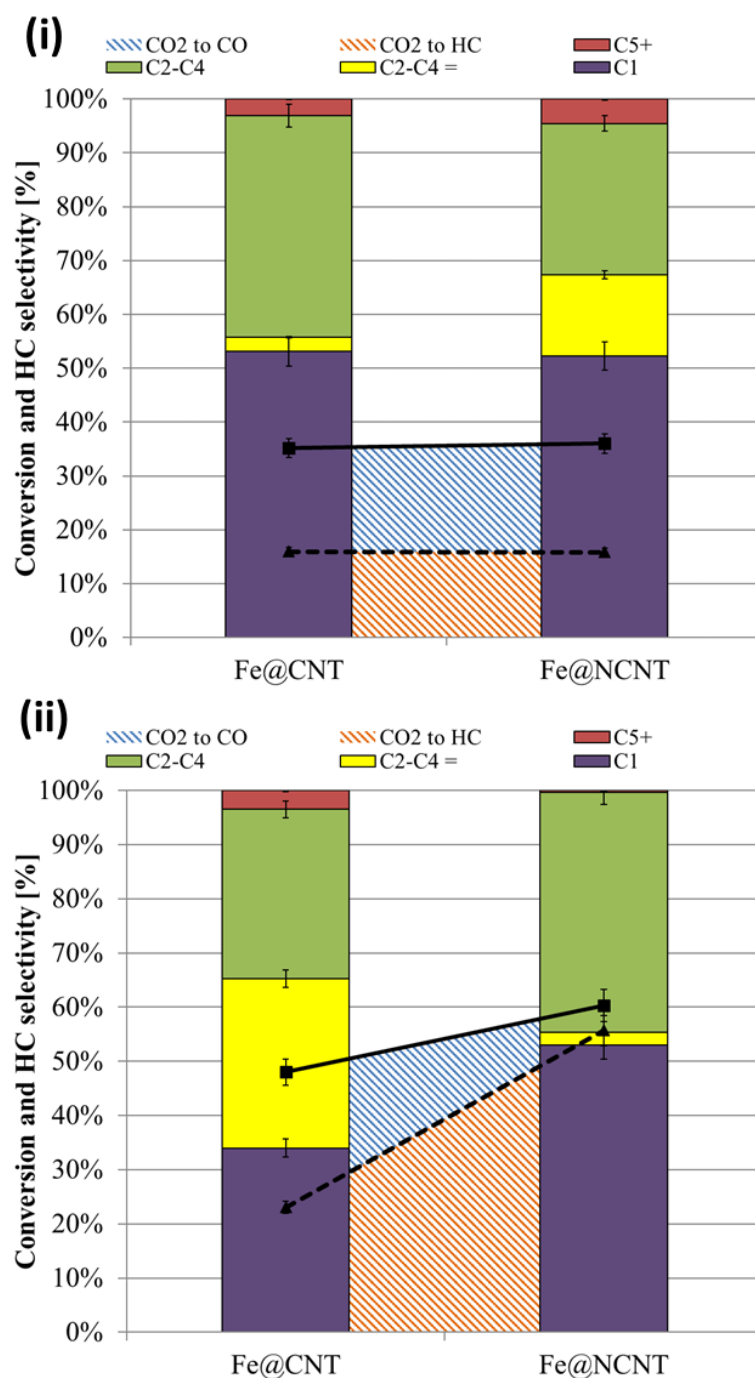 (i)
CO2 to CO CO2 to HC C5+
C2-C4 C2-C4 = C1
Conversion and HC selectivity [%]
100%
90%
80%
70%
60%
50%
40%
30%
20%
10%
0%
Fe@CNT Fe@NCNT
(ii)
CO2 to CO CO2 to HC C5+
C2-C4 C2-C4 = C1
Conversion and HC selectivity [%]
100%
90%
80%
70%
60%
50%
40%
30%
20%
10%
0%
Fe@CNT Fe@NCNT